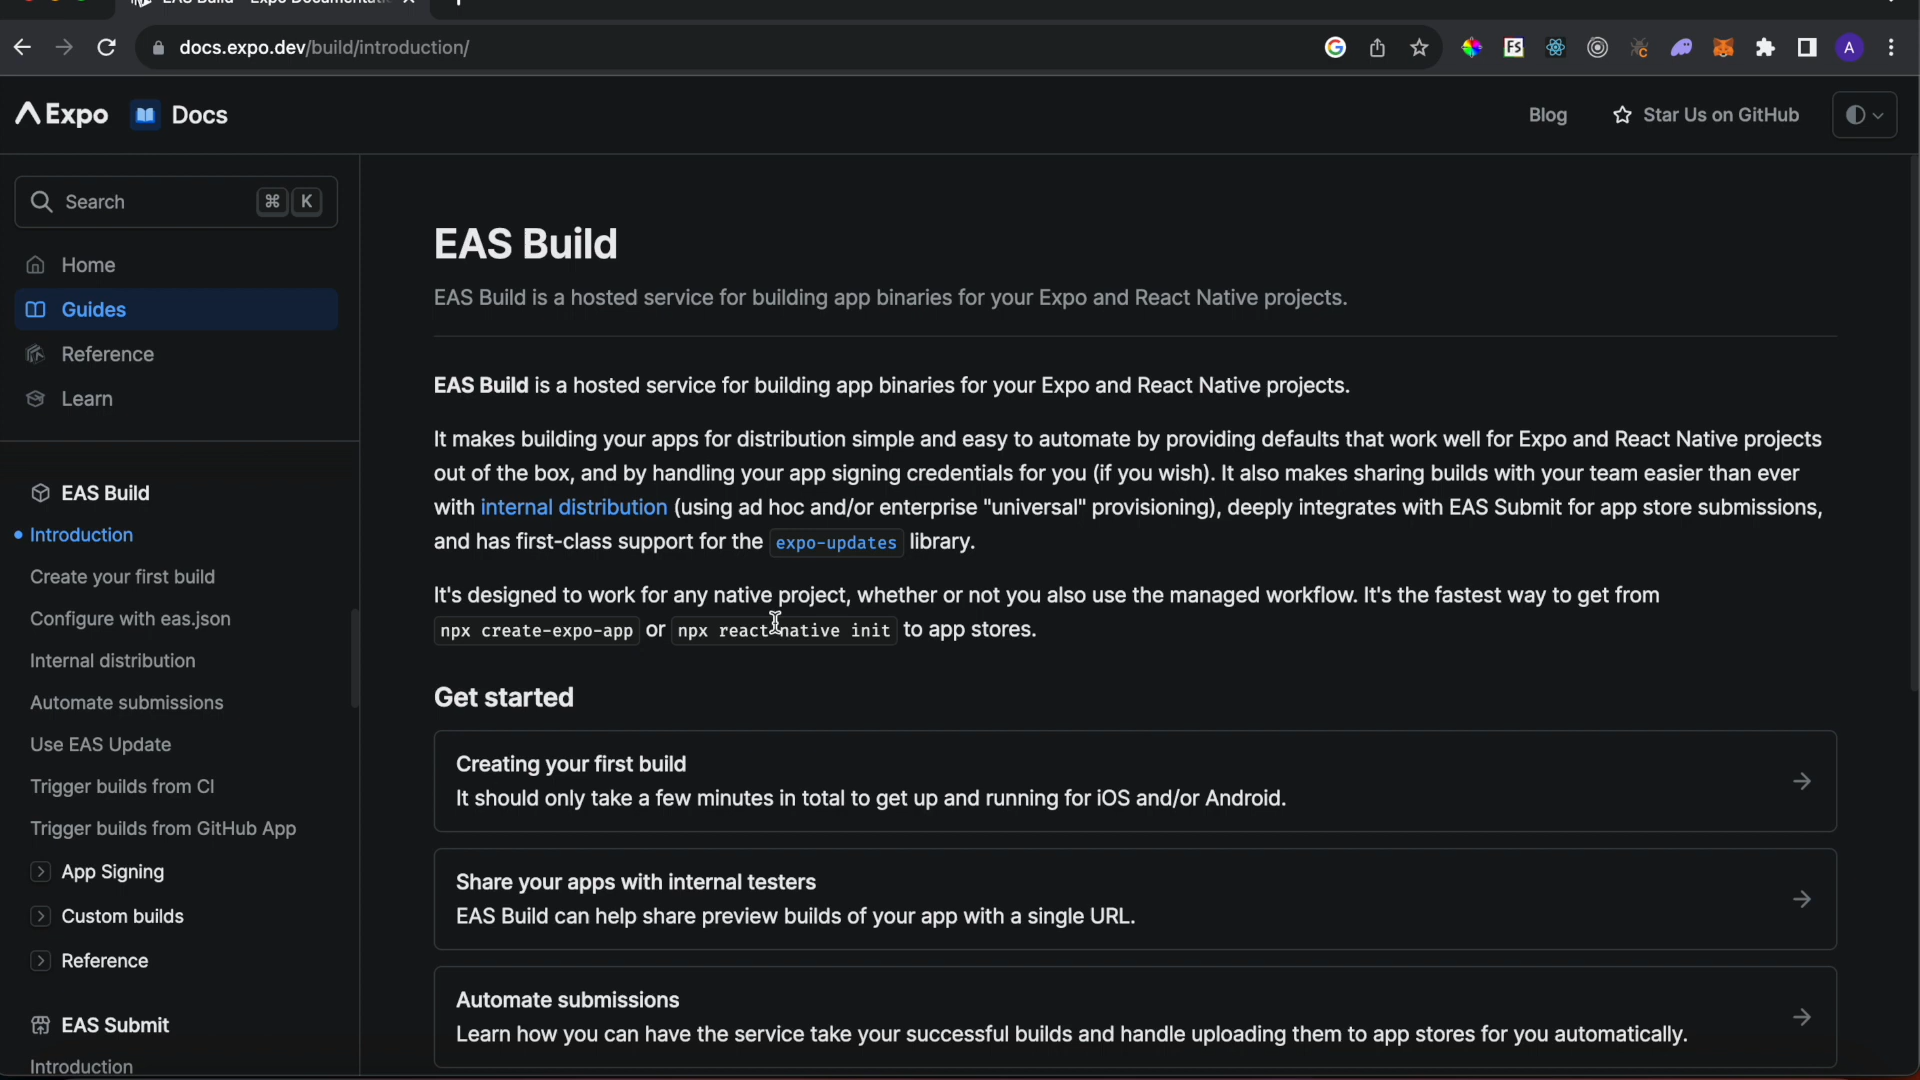 docs.expo.dev/build/introduction/
FS
A
Expo Docs
Blog
Star Us on GitHub
Search ⌘ K
Home
Guides
Reference
Learn
EAS Build
Introduction
Create your first build
Configure with eas.json
Internal distribution
Automate submissions
Use EAS Update
Trigger builds from CI
Trigger builds from GitHub App
App Signing
Custom builds
Reference
EAS Submit
Introduction
EAS Build
EAS Build is a hosted service for building app binaries for your Expo and React Native projects.
EAS Build is a hosted service for building app binaries for your Expo and React Native projects.
It makes building your apps for distribution simple and easy to automate by providing defaults that work well for Expo and React Native projects
out of the box, and by handling your app signing credentials for you (if you wish). It also makes sharing builds with your team easier than ever
with internal distribution (using ad hoc and/or enterprise "universal" provisioning), deeply integrates with EAS Submit for app store submissions,
and has first-class support for the expo-updates library.
It's designed to work for any native project, whether or not you also use the managed workflow. It's the fastest way to get from
npx create-expo-app or npx react-native init to app stores.
Get started
Creating your first build
It should only take a few minutes in total to get up and running for iOS and/or Android.
Share your apps with internal testers
EAS Build can help share preview builds of your app with a single URL.
Automate submissions
Learn how you can have the service take your successful builds and handle uploading them to app stores for you automatically.